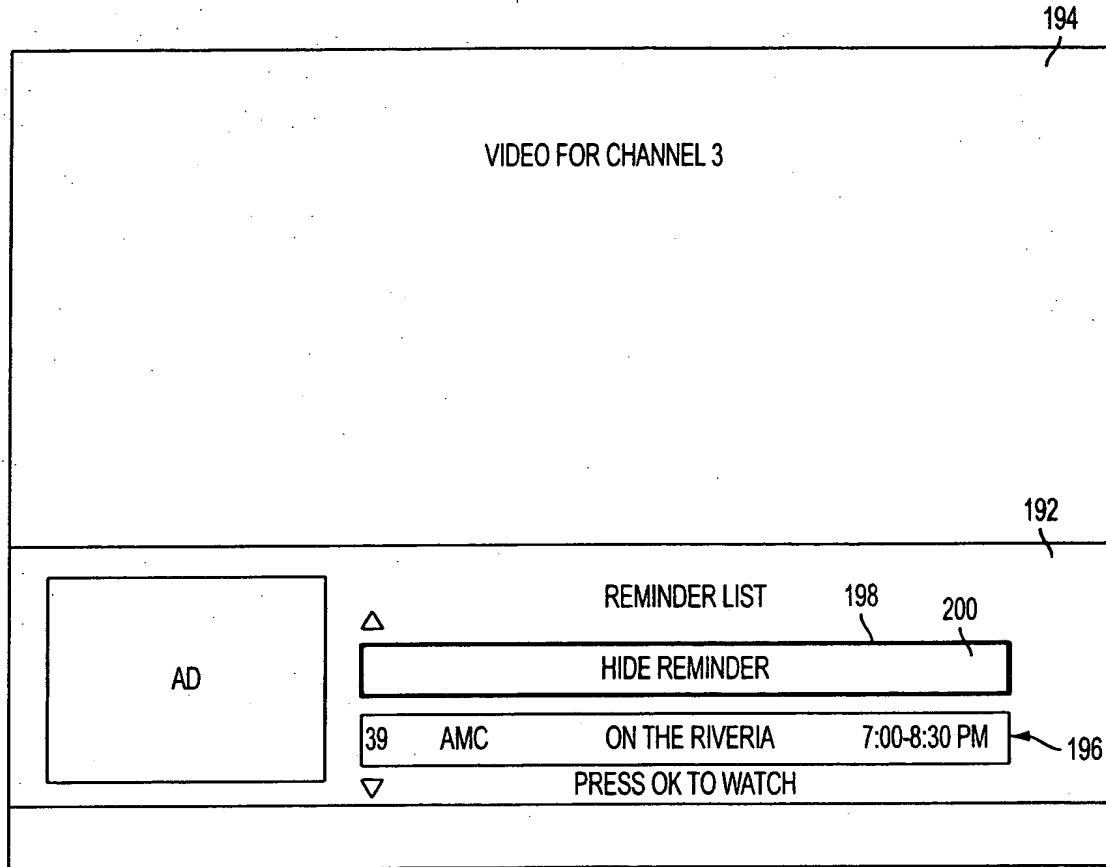 194
VIDEO FOR CHANNEL 3
192
REMINDER LIST
198
200
AD
HIDE REMINDER
39 AMC ON THE RIVERIA 7:00-8:30 PM
196
PRESS OK TO WATCH